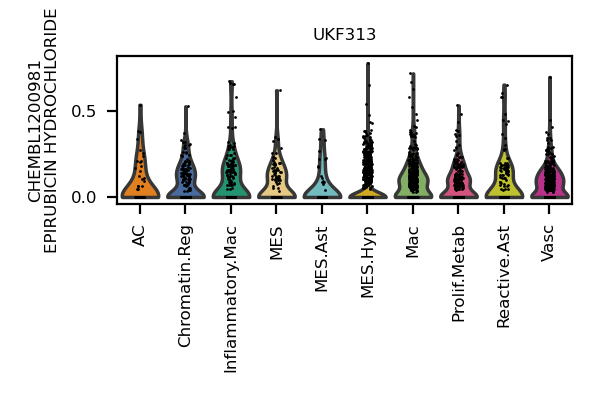 UKF313
CHEMBL1200981
EPIRUBICIN HYDROCHLORIDE
0.5
0.0
AC
Chromatin.Reg
Inflammatory.Mac
MES
MES.Ast
MES.Hyp
Mac
Prolif.Metab
Reactive.Ast
Vasc